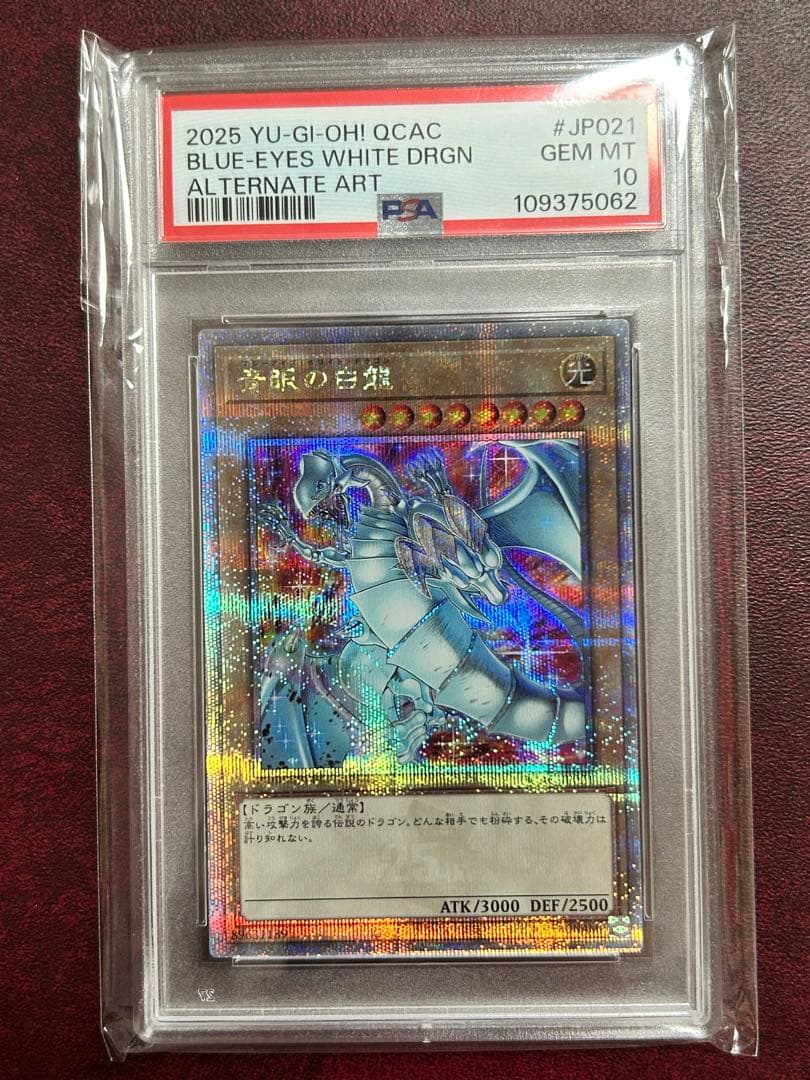 2025 YU-GI-OH! QCAC #JP021
BLUE-EYES WHITE DRGN GEM MT
ALTERNATE ART 10
PSA 109375062
青眼の白龍
光
【ドラゴン族/通常】
高い攻撃力を誇る伝説のドラゴン。どんな相手でも粉砕する、その破壊力は
計り知れない。
ATK/3000 DEF/2500